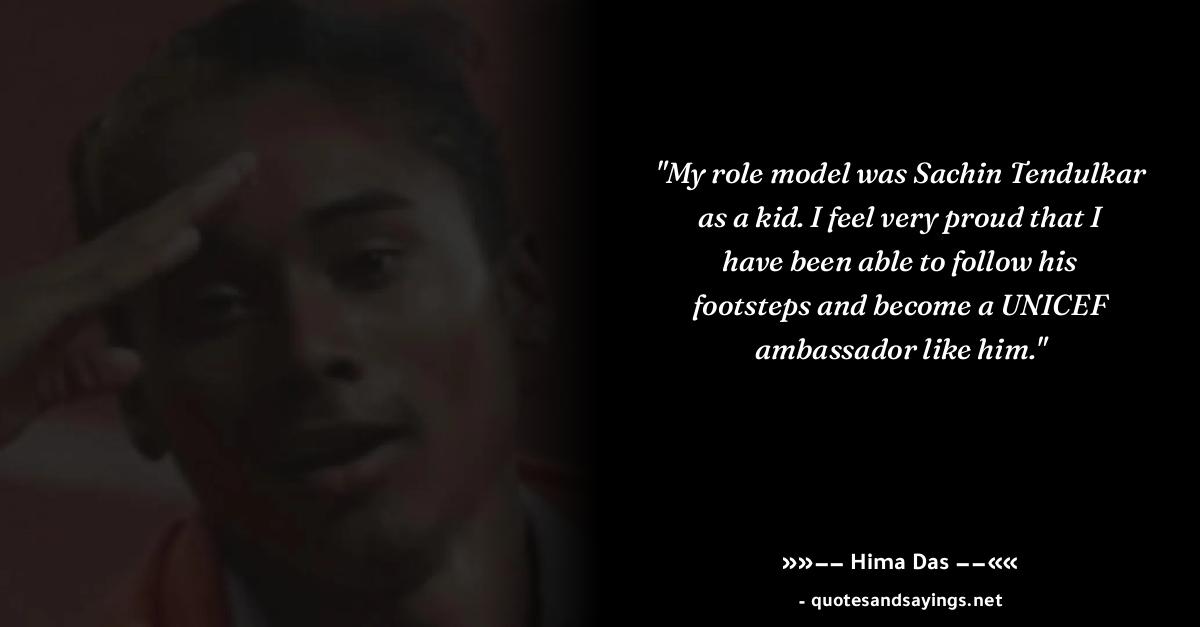 "My role model was Sachin Tendulkar
as a kid. I feel very proud that I
have been able to follow his
footsteps and become a UNICEF
ambassador like him."
»»−− Hima Das −−««
- quotesandsayings.net